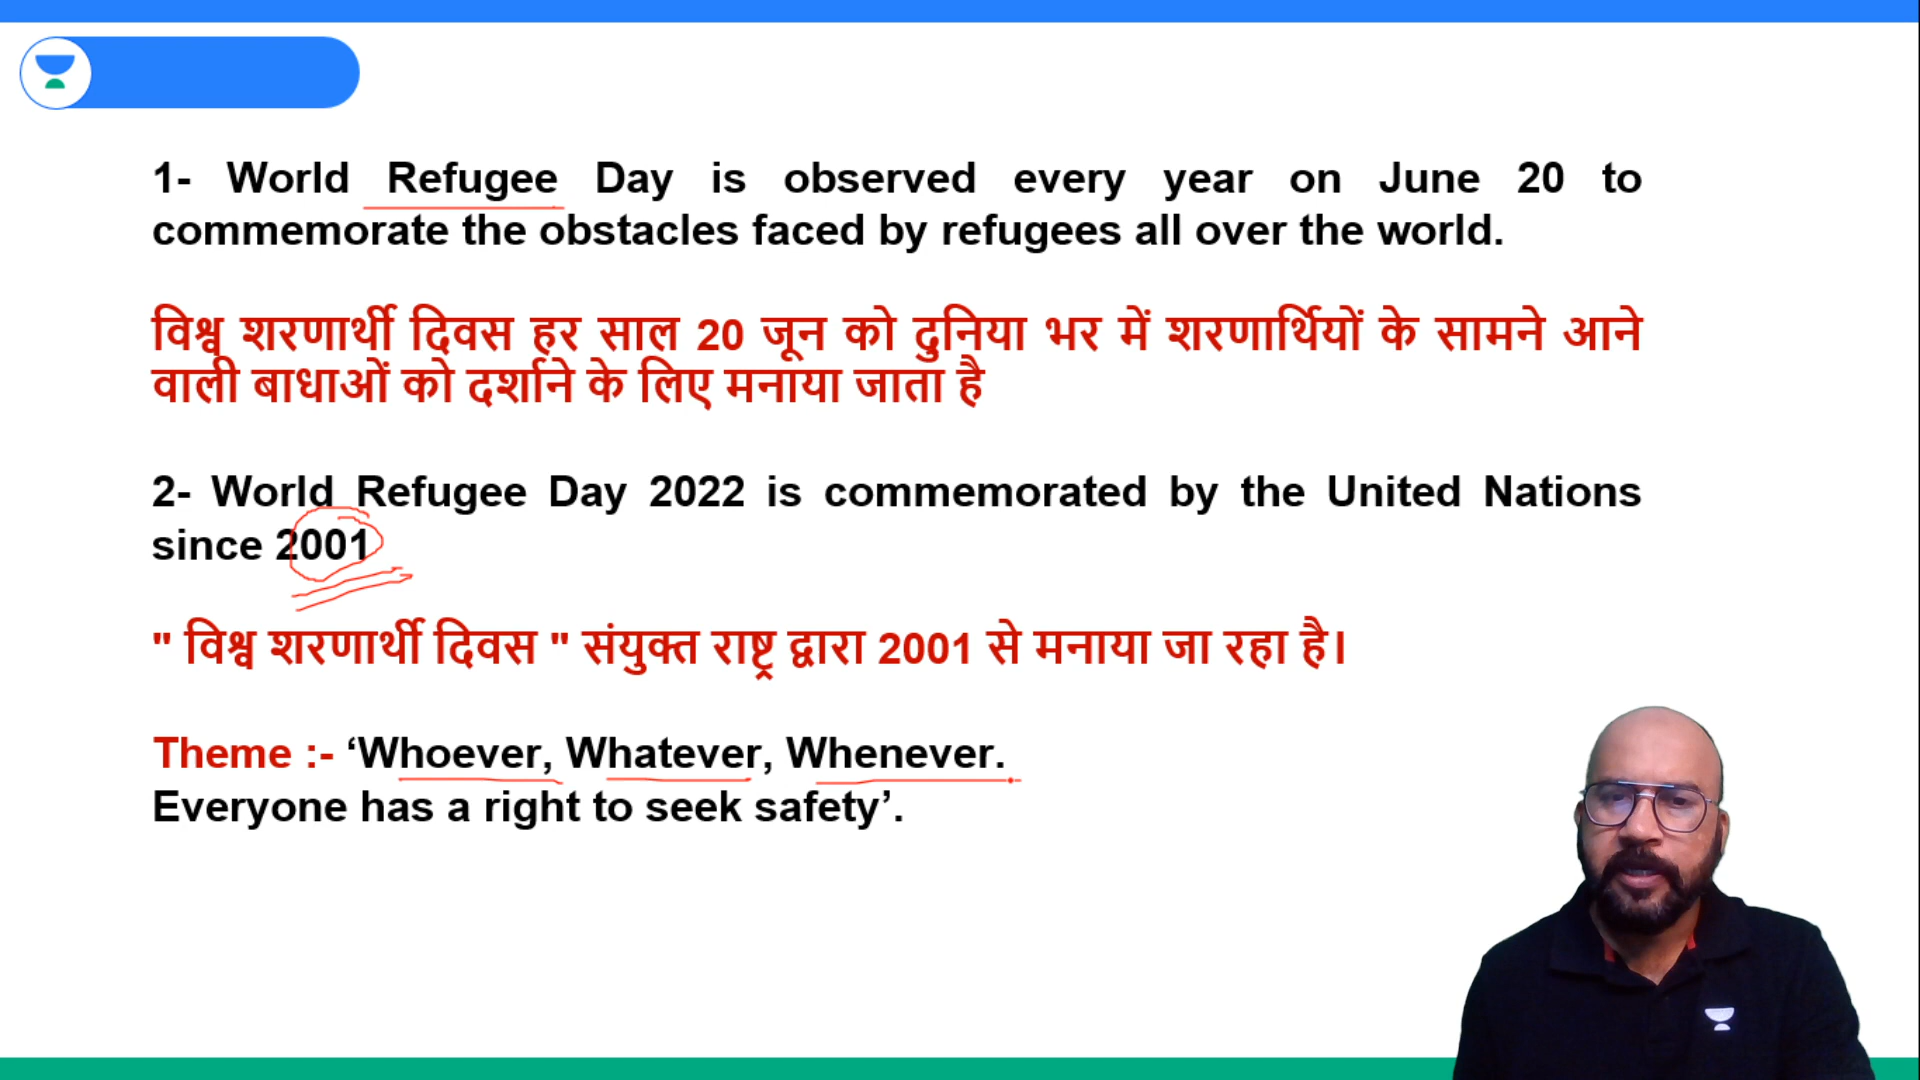 1- World Refugee Day is observed every year on June 20 to
commemorate the obstacles faced by refugees all over the world.
विश्व शरणार्थी दिवस हर साल 20 जून को दुनिया भर में शरणार्थियों के सामने आने
वाली बाधाओं को दर्शाने के लिए मनाया जाता है
2- World Refugee Day 2022 is commemorated by the United Nations
since 2001
" विश्व शरणार्थी दिवस " संयुक्त राष्ट्र द्वारा 2001 से मनाया जा रहा है।
Theme :- ‘Whoever, Whatever, Whenever.
Everyone has a right to seek safety’.